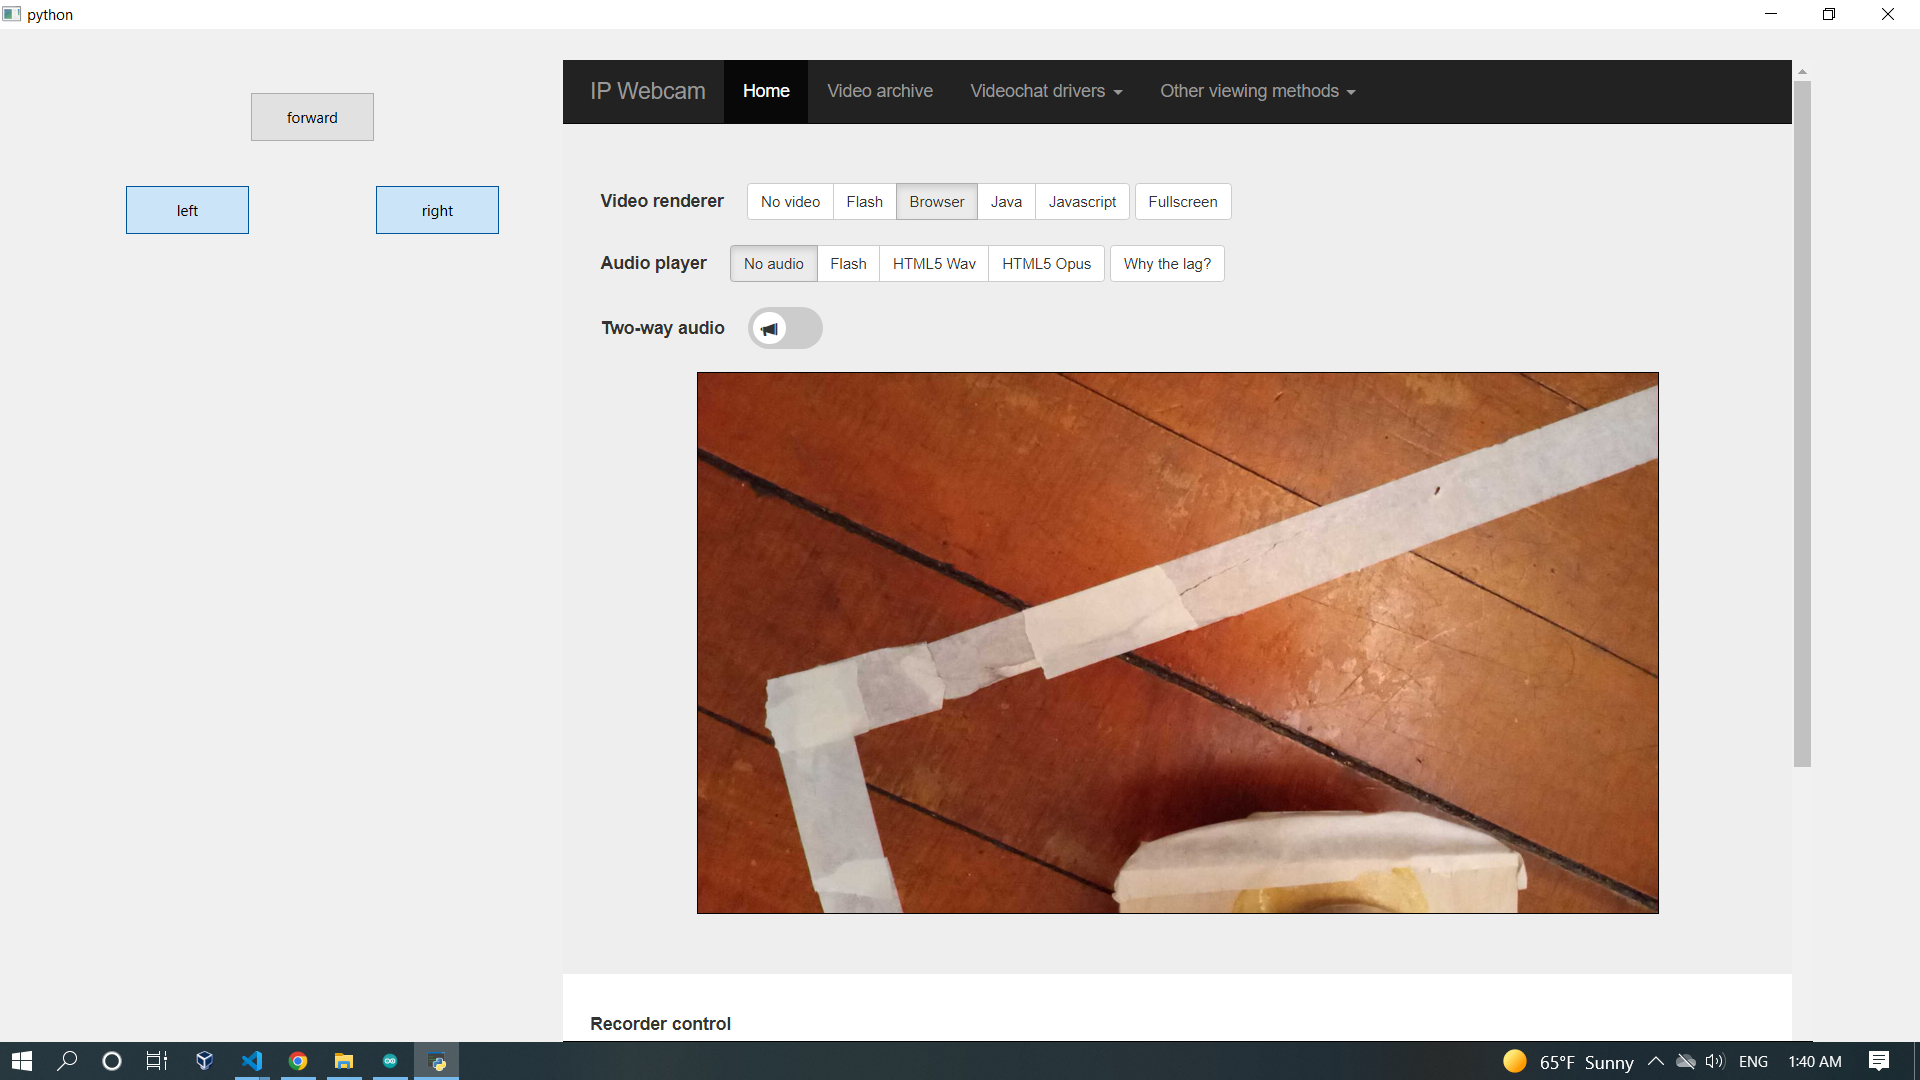 python
forward
left
right
IP Webcam Home Video archive Videochat drivers Other viewing methods
Video renderer No video Flash Browser Java Javascript Fullscreen
Audio player No audio Flash HTML5 Wav HTML5 Opus Why the lag?
Two-way audio
Recorder control
65°F Sunny ENG 1:40 AM